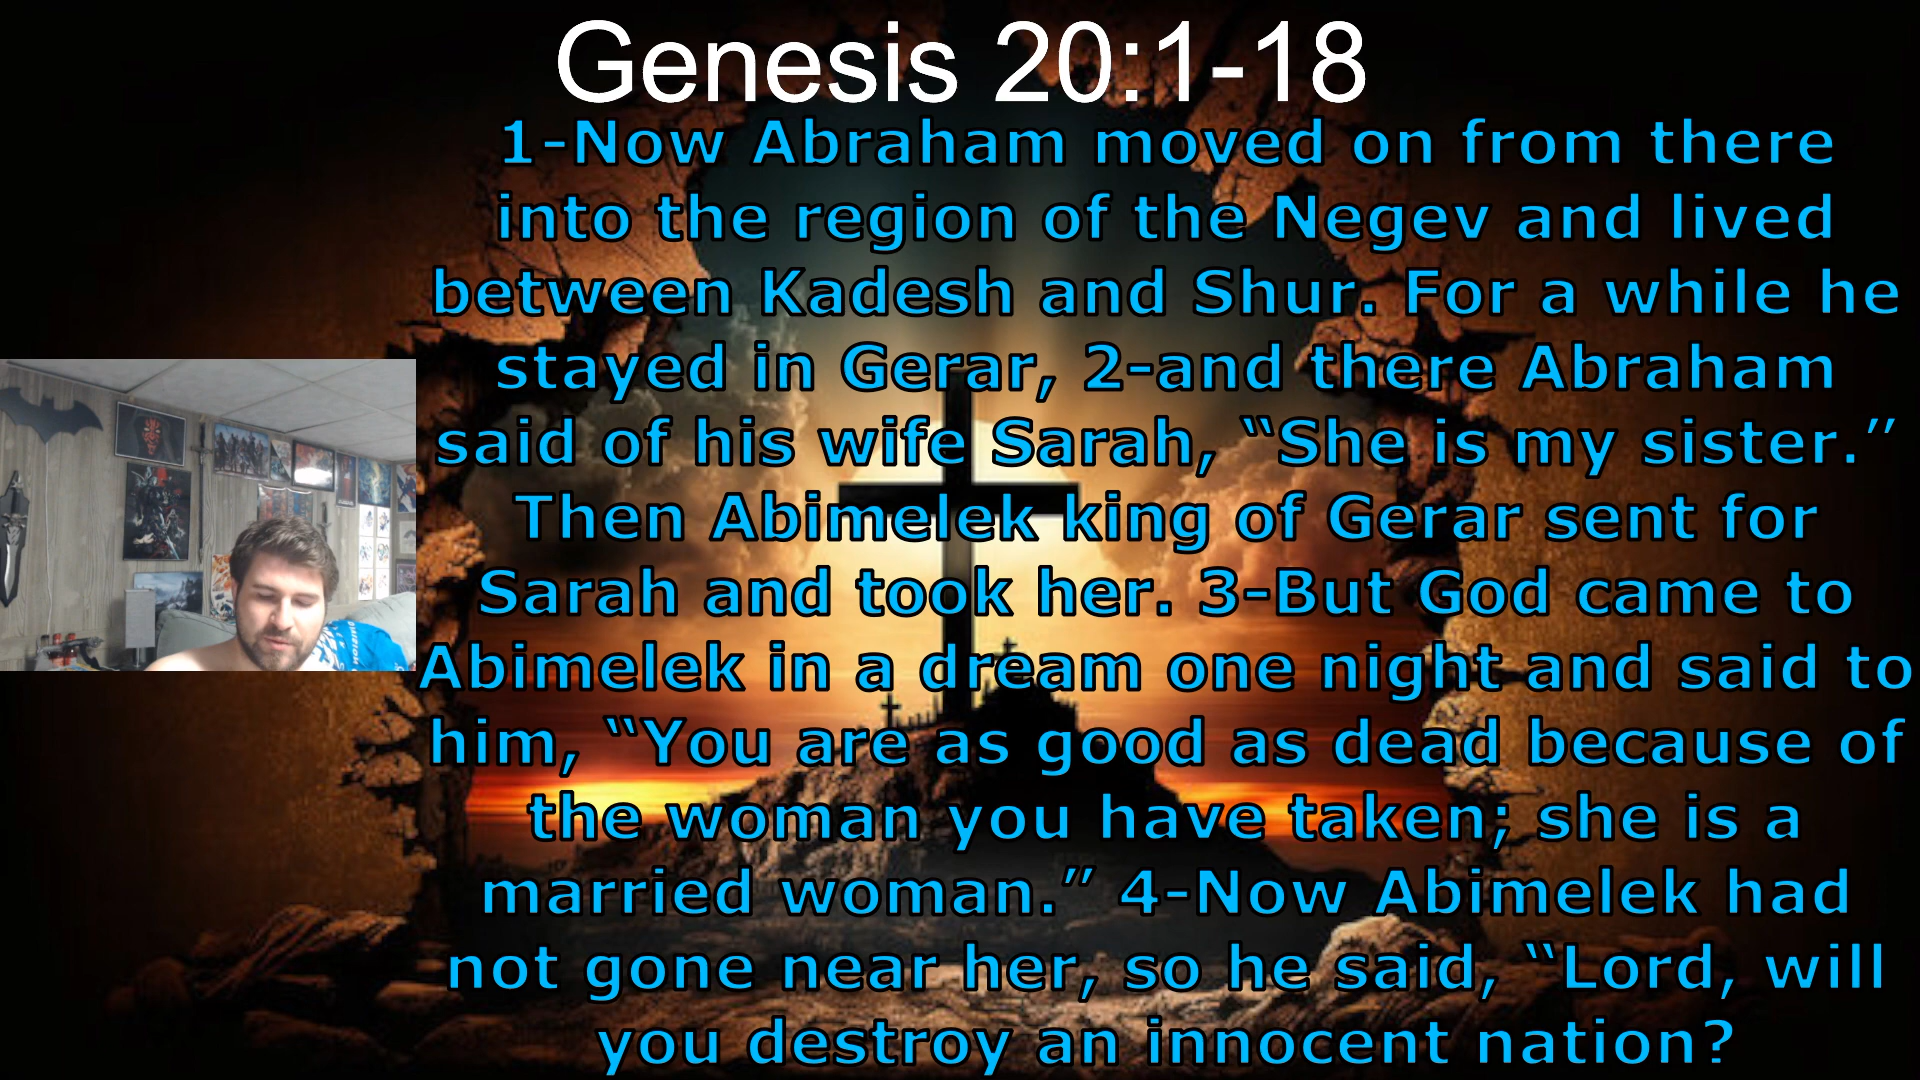 Genesis 20:1-18
1-Now Abraham moved on from there
into the region of the Negev and lived
between Kadesh and Shur. For a while he
stayed in Gerar, 2-and there Abraham
said of his wife Sarah, “She is my sister.”
Then Abimelek king of Gerar sent for
Sarah and took her. 3-But God came to
Abimelek in a dream one night and said to
him, “You are as good as dead because of
the woman you have taken; she is a
married woman.” 4-Now Abimelek had
not gone near her, so he said, “Lord, will
you destroy an innocent nation?